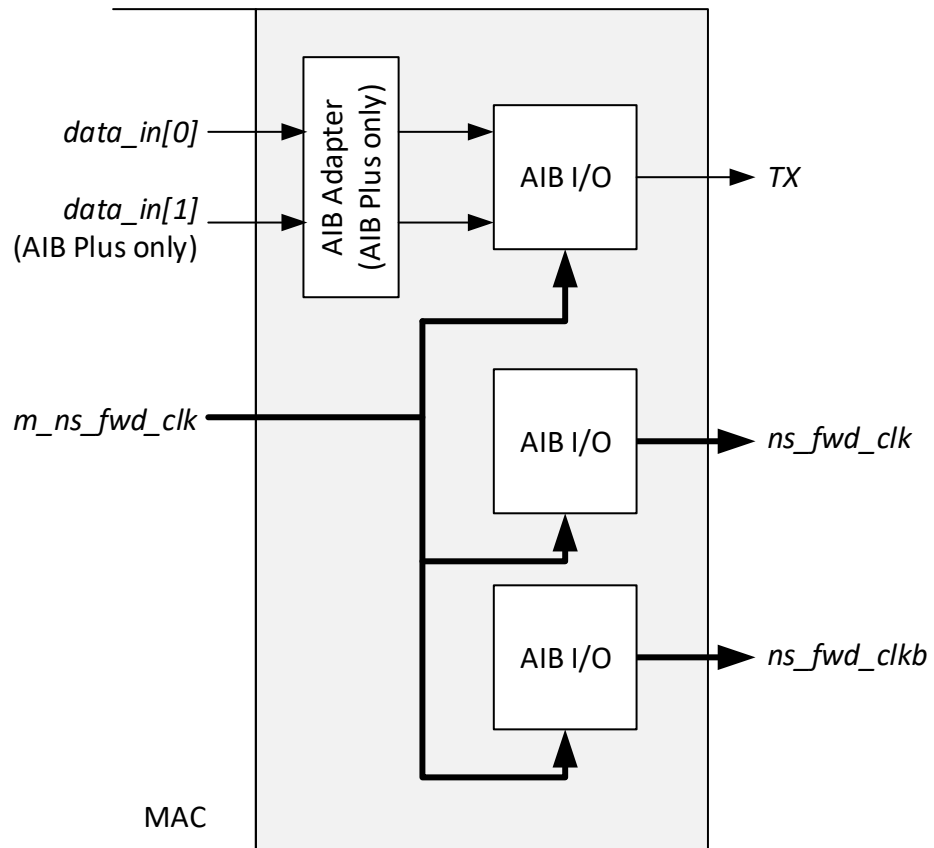 data_in[0]
data_in[1]
(AIB Plus only)
AIB Adapter
(AIB Plus only)
AIB I/O
TX
m_ns_fwd_clk
AIB I/O
ns_fwd_clk
AIB I/O
ns_fwd_clkb
MAC